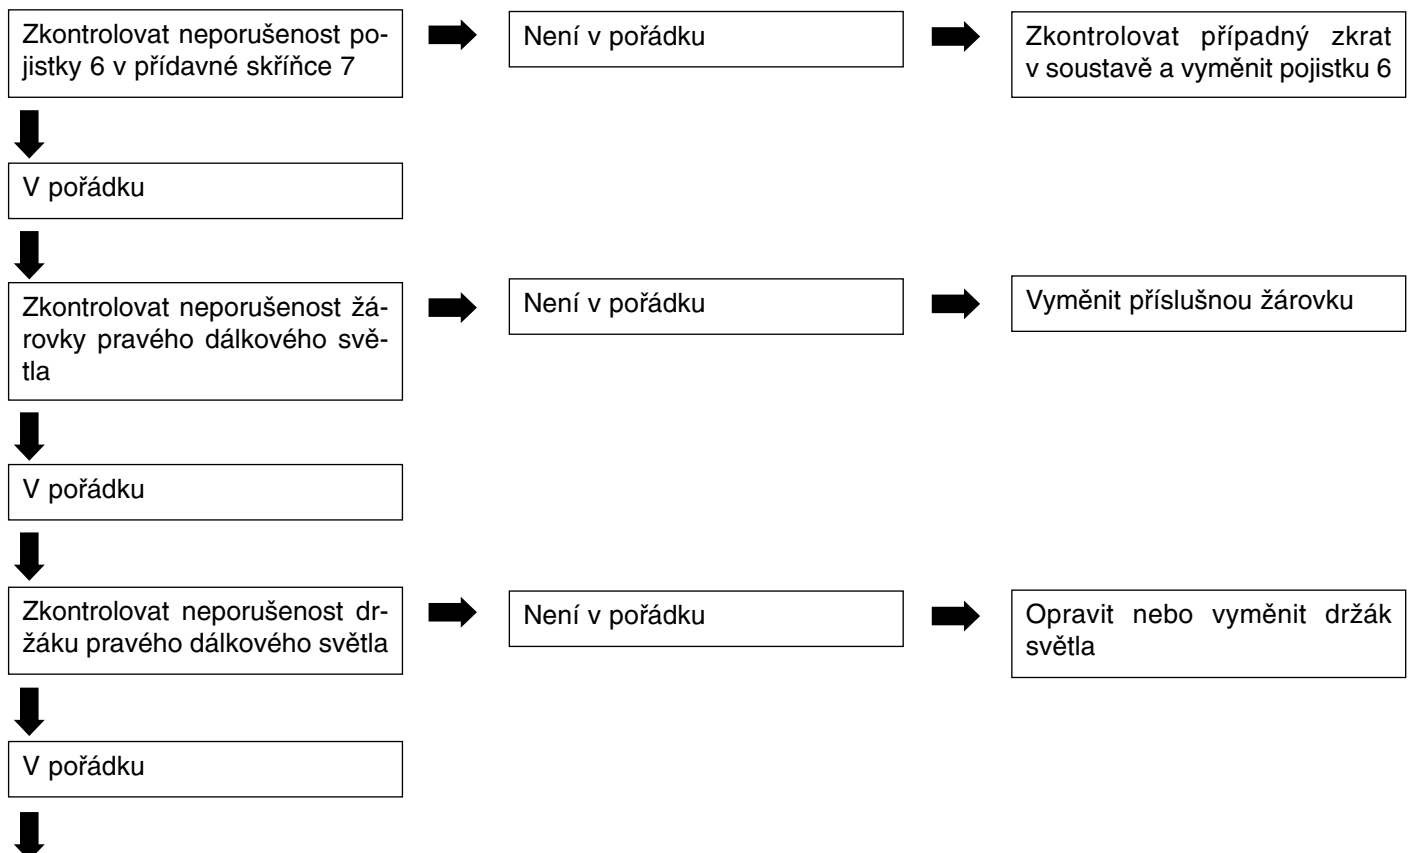 Zkontrolovat neporušenost po-
jistky 6 v přídavné skříňce 7
Není v pořádku
Zkontrolovat případný zkrat
v soustavě a vyměnit pojistku 6
V pořádku
Zkontrolovat neporušenost žá-
rovky pravého dálkového svě-
tla
Není v pořádku
Vyměnit příslušnou žárovku
V pořádku
Zkontrolovat neporušenost dr-
žáku pravého dálkového světla
Není v pořádku
Opravit nebo vyměnit držák
světla
V pořádku